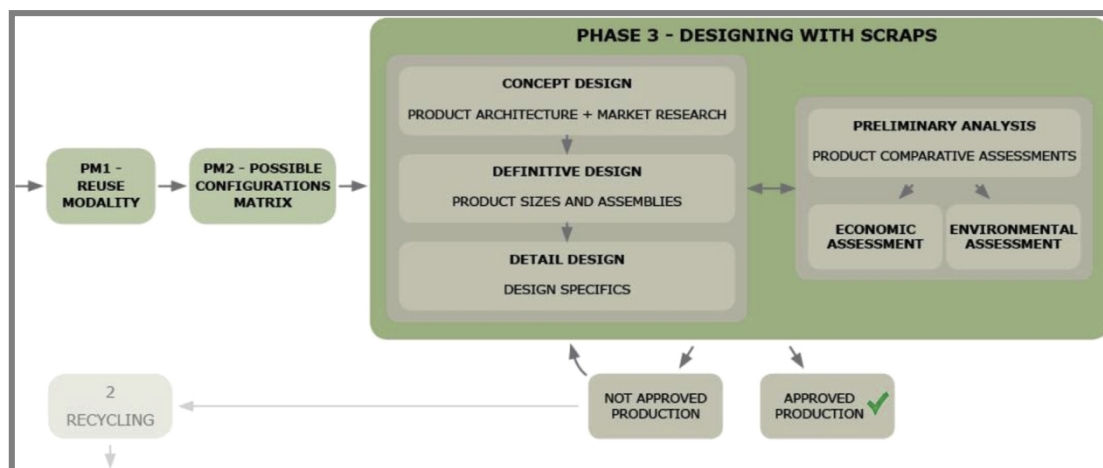 PHASE 3 - DESIGNING WITH SCRAPS
CONCEPT DESIGN
PRODUCT ARCHITECTURE + MARKET RESEARCH
DEFINITIVE DESIGN
PRODUCT SIZES AND ASSEMBLIES
DETAIL DESIGN
DESIGN SPECIFICS
PRELIMINARY ANALYSIS
PRODUCT COMPARATIVE ASSESSMENTS
ECONOMIC
ASSESSMENT
ENVIRONMENTAL
ASSESSMENT
PM1 -
REUSE
MODALITY
PM2 - POSSIBLE
CONFIGURATIONS
MATRIX
2
RECYCLING
NOT APPROVED
PRODUCTION
APPROVED
PRODUCTION